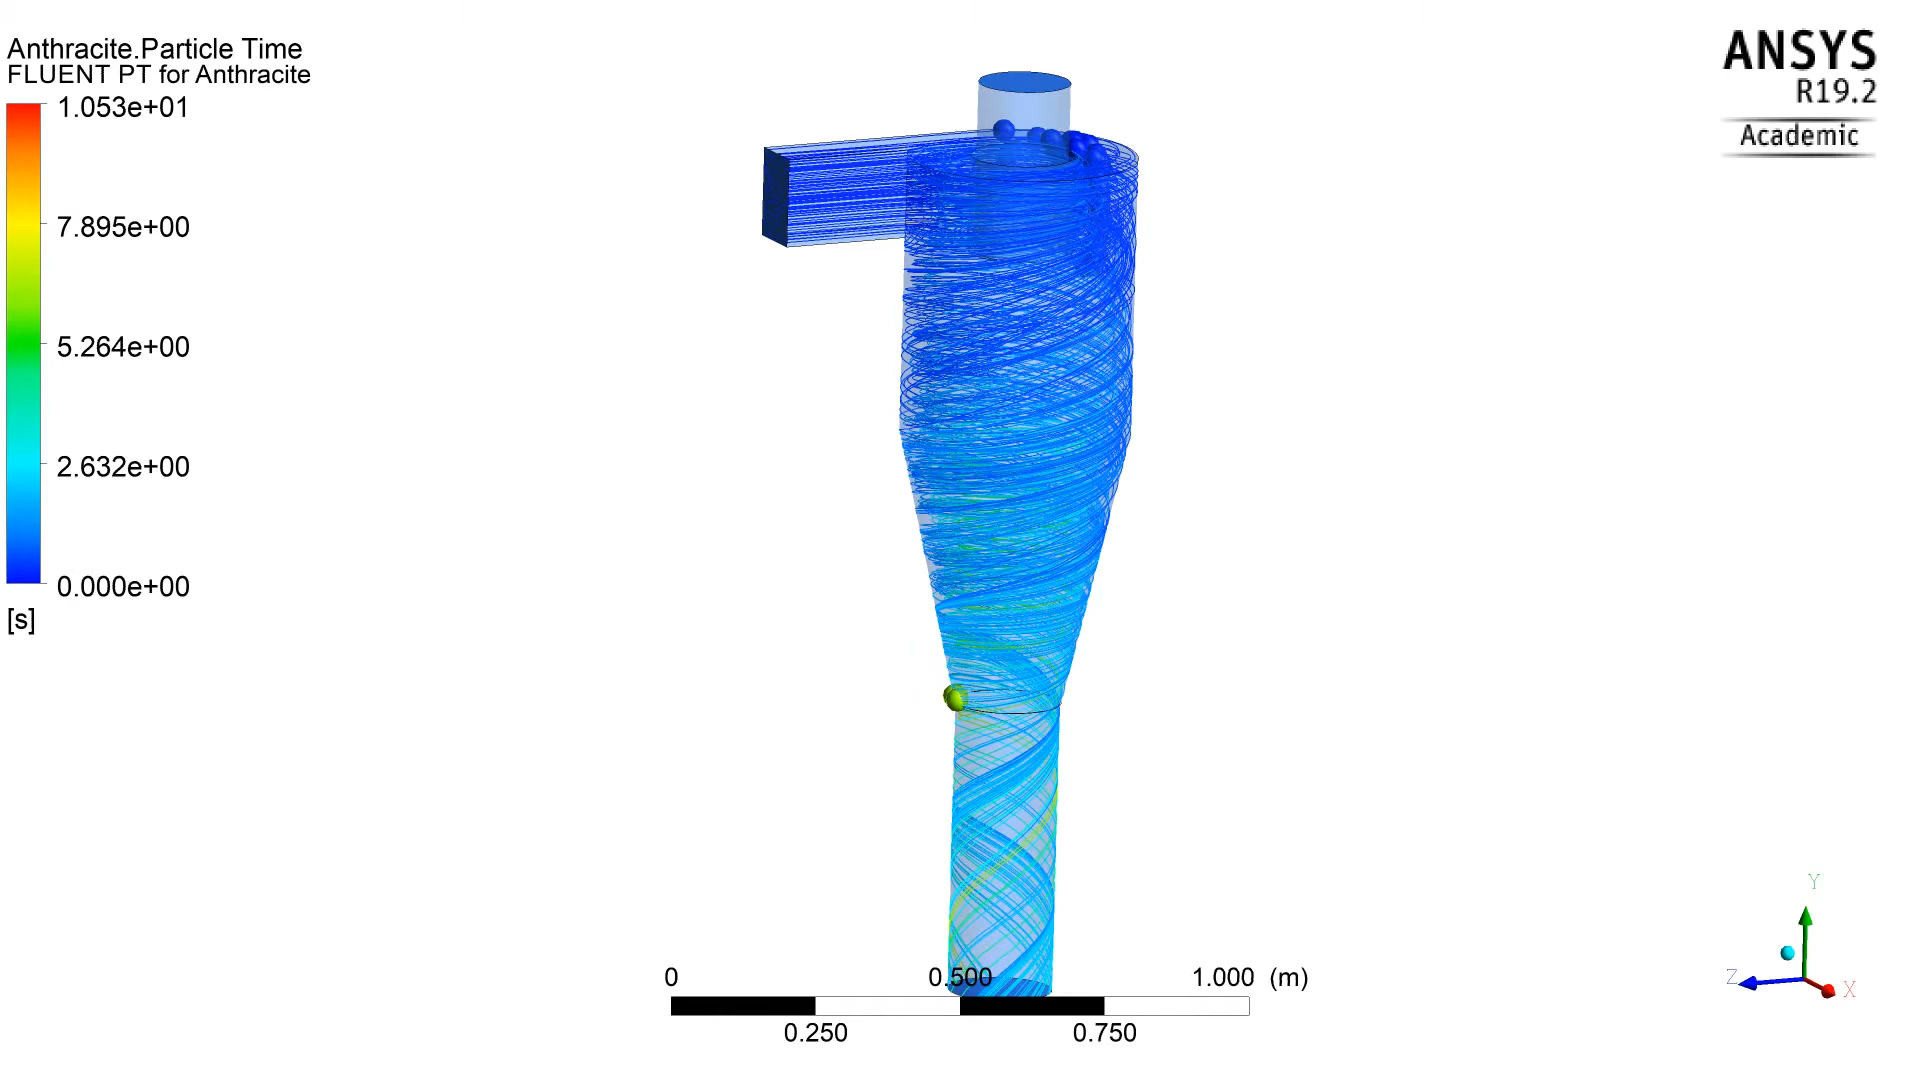 Anthracite.Particle Time
FLUENT PT for Anthracite
1.053e+01
7.895e+00
5.264e+00
2.632e+00
0.000e+00
[s]
ANSYS
R19.2
Academic
0 0.500 1.000 (m)
0.250 0.750
Y
Z X